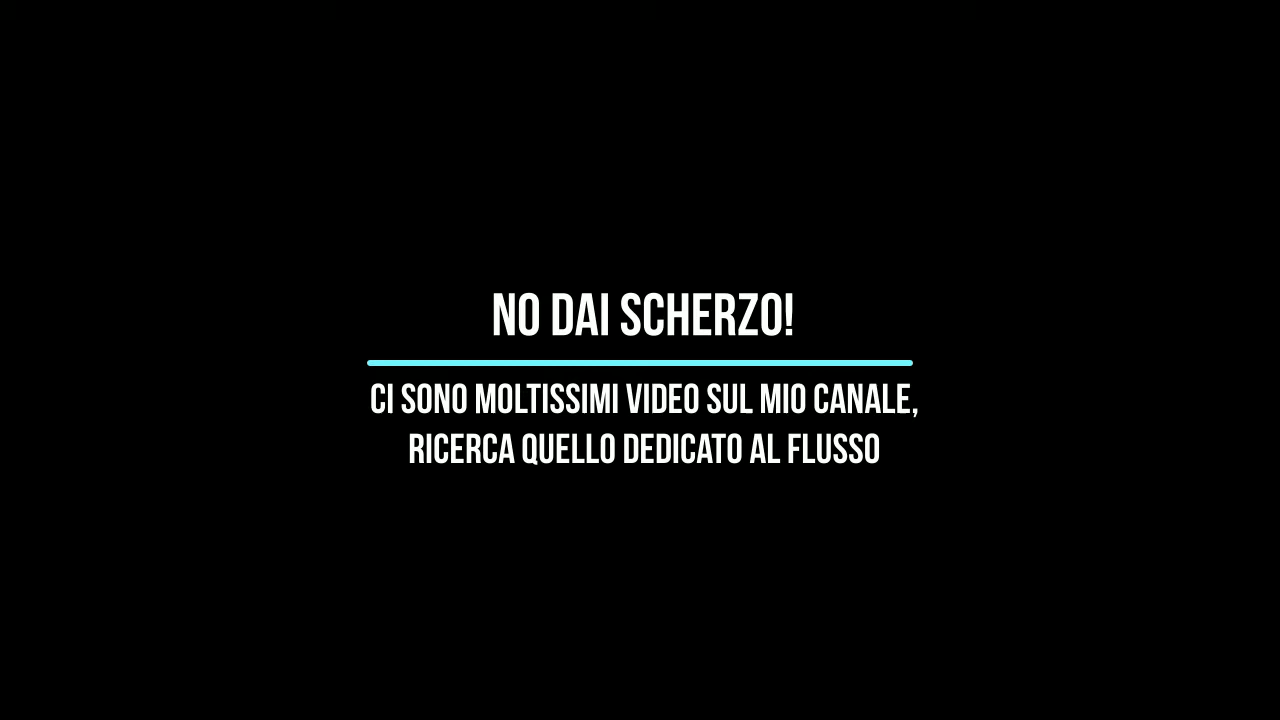 NO DAI SCHERZO!
CI SONO MOLTISSIMI VIDEO SUL MIO CANALE,
RICERCA QUELLO DEDICATO AL FLUSSO